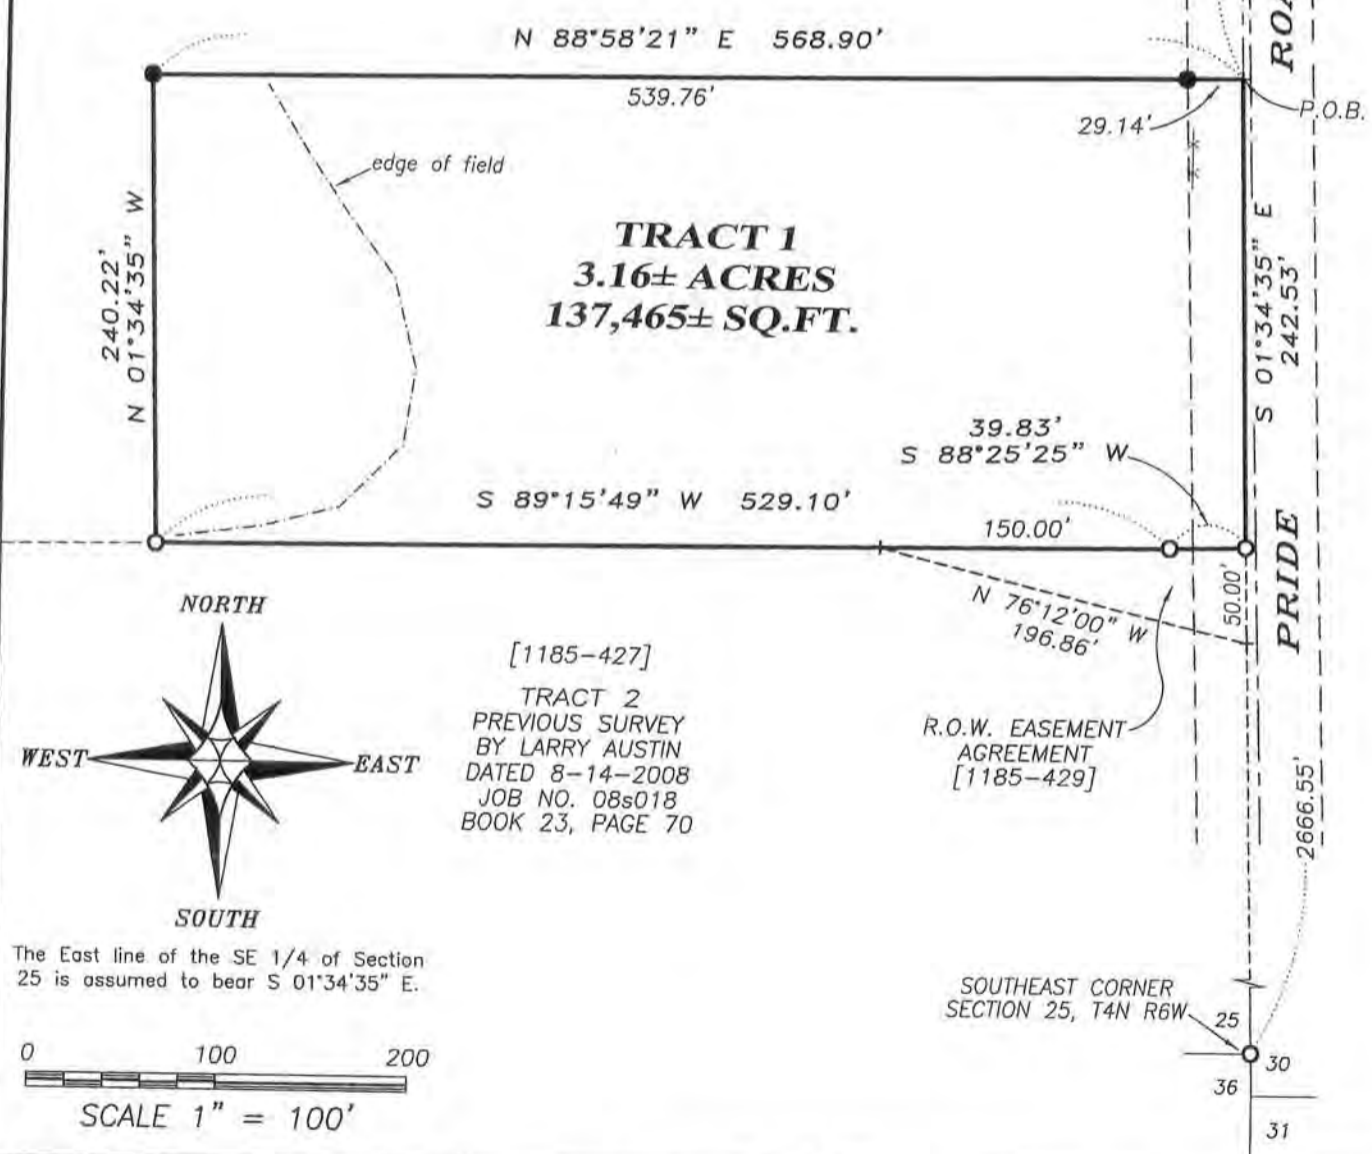 N 88°58'21" E 568.90'
539.76'
29.14'
P.O.B.
edge of field
240.22'
N 01°34'35" W
TRACT 1
3.16± ACRES
137,465± SQ.FT.
S 01°34'35" E
242.53'
39.83'
S 88°25'25" W
S 89°15'49" W 529.10'
150.00'
50.00'
PRIDE
N 76°12'00" W
196.86'
NORTH
WEST
EAST
SOUTH
[1185-427]
TRACT 2
PREVIOUS SURVEY
BY LARRY AUSTIN
DATED 8-14-2008
JOB NO. 08s018
BOOK 23, PAGE 70
R.O.W. EASEMENT
AGREEMENT
[1185-429]
2666.55'
The East line of the SE 1/4 of Section
25 is assumed to bear S 01°34'35" E.
SOUTHEAST CORNER
SECTION 25, T4N R6W
25
30
36
31
0 100 200
SCALE 1" = 100'